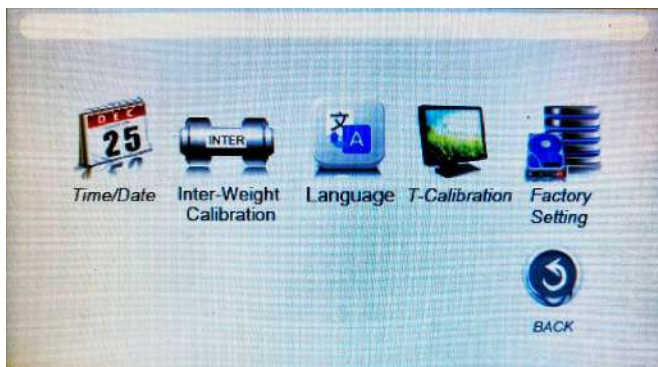 DEC
25
INTER
文
A
Time/Date
Inter-Weight
Calibration
Language
T-Calibration
Factory
Setting
BACK